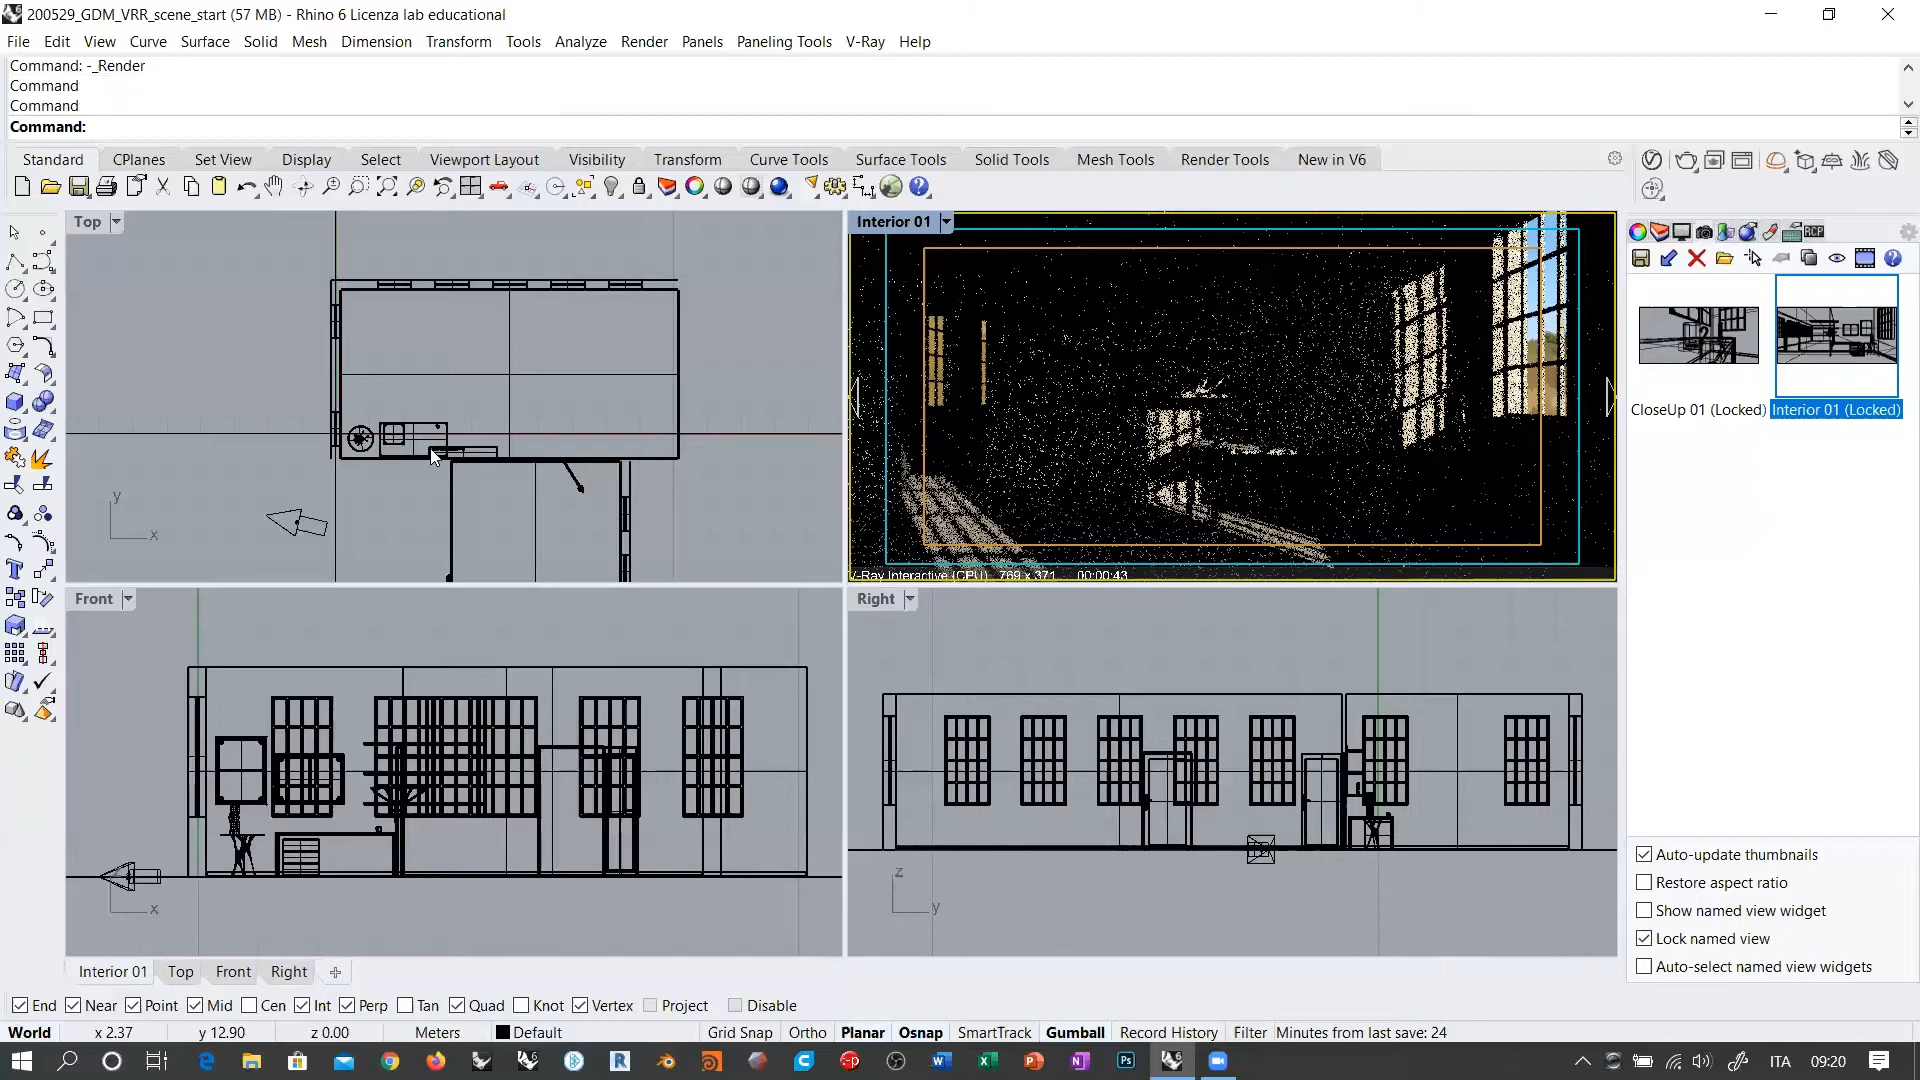 200529_GDM_VRR_scene_start (57 MB) - Rhino 6 Licenza lab educational
File Edit View Curve Surface Solid Mesh Dimension Transform Tools Analyze Render Panels Paneling Tools V-Ray Help
Command: -_Render
Command
Command
Command:
Standard CPlanes Set View Display Select Viewport Layout Visibility Transform Curve Tools Surface Tools Solid Tools Mesh Tools Render Tools New in V6
RCP
Top
Interior 01
y
x
V-Ray Interactive (CPU) 769 x 371 00:00:43
CloseUp 01 (Locked) Interior 01 (Locked)
Front
Right
x
z
y
Auto-update thumbnails
Restore aspect ratio
Show named view widget
Lock named view
Auto-select named view widgets
Interior 01 Top Front Right
End Near Point Mid Cen Int Perp Tan Quad Knot Vertex Project Disable
World x 2.37 y 12.90 z 0.00 Meters Default Grid Snap Ortho Planar Osnap SmartTrack Gumball Record History Filter Minutes from last save: 24
ITA 09:20